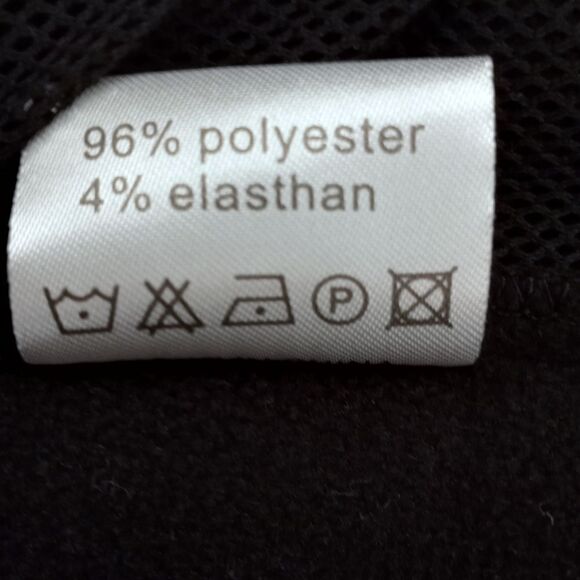 96% polyester
4% elasthan
P